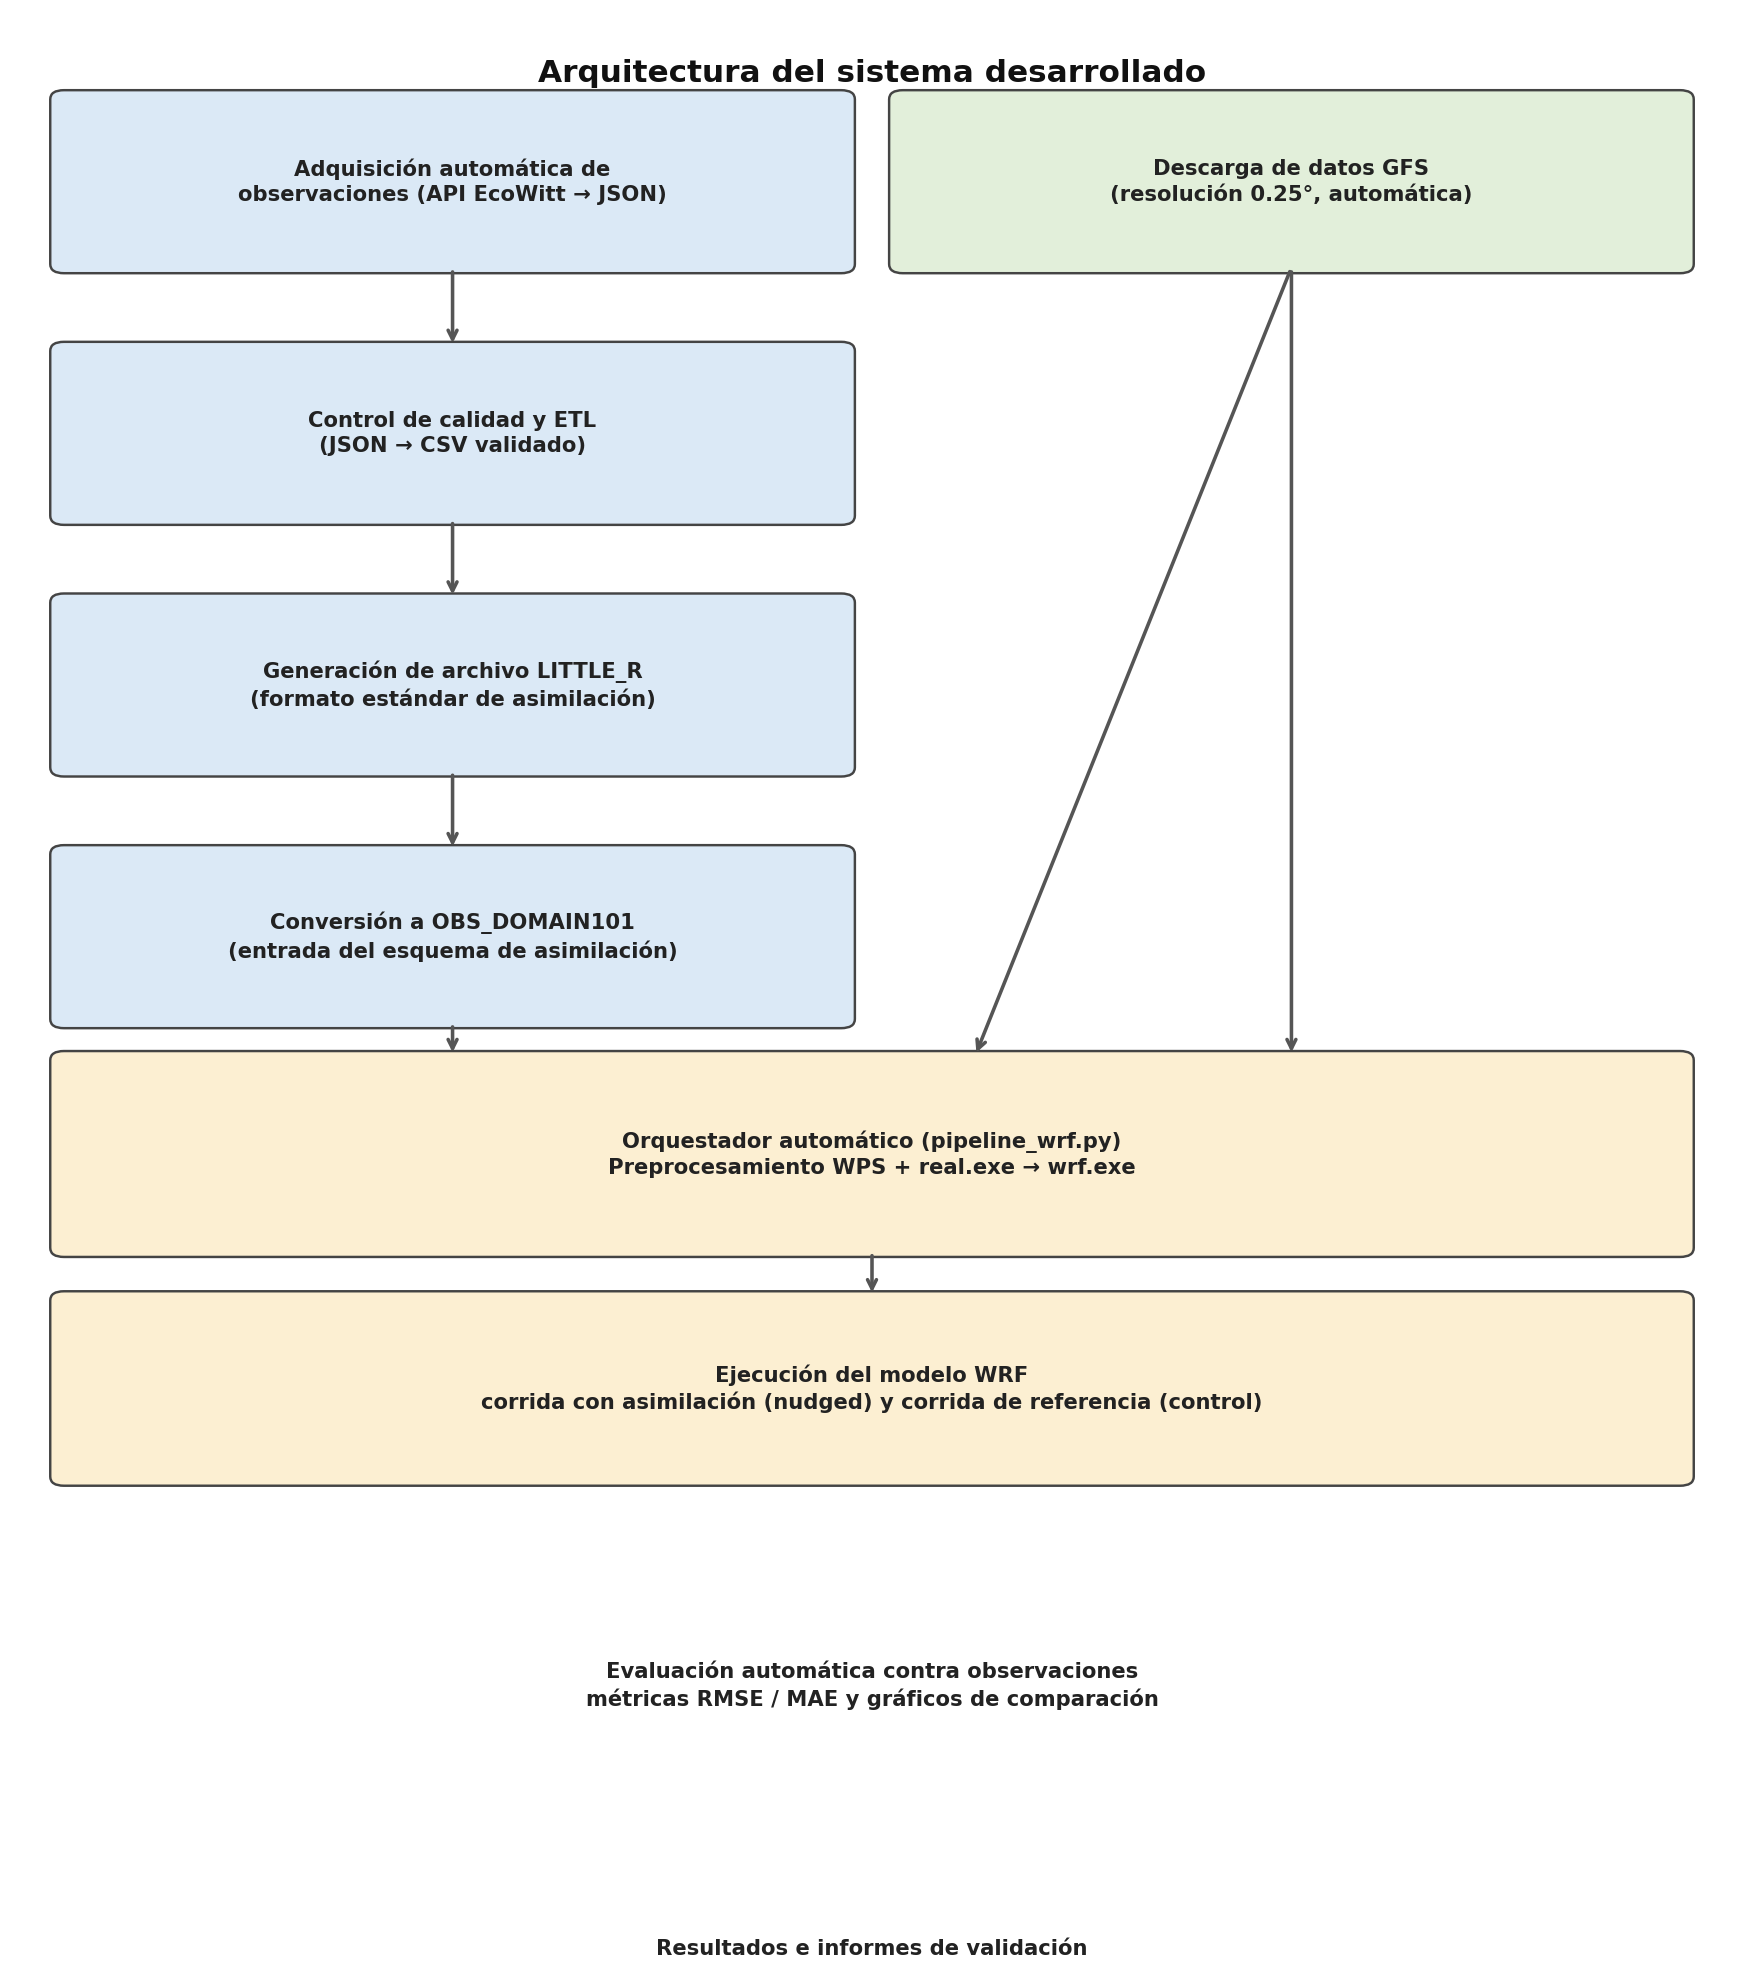 Arquitectura del sistema desarrollado
Adquisición automática de
observaciones (API EcoWitt → JSON)
Descarga de datos GFS
(resolución 0.25°, automática)
Control de calidad y ETL
(JSON → CSV validado)
Generación de archivo LITTLE_R
(formato estándar de asimilación)
Conversión a OBS_DOMAIN101
(entrada del esquema de asimilación)
Orquestador automático (pipeline_wrf.py)
Preprocesamiento WPS + real.exe → wrf.exe
Ejecución del modelo WRF
corrida con asimilación (nudged) y corrida de referencia (control)
Evaluación automática contra observaciones
métricas RMSE / MAE y gráficos de comparación
Resultados e informes de validación